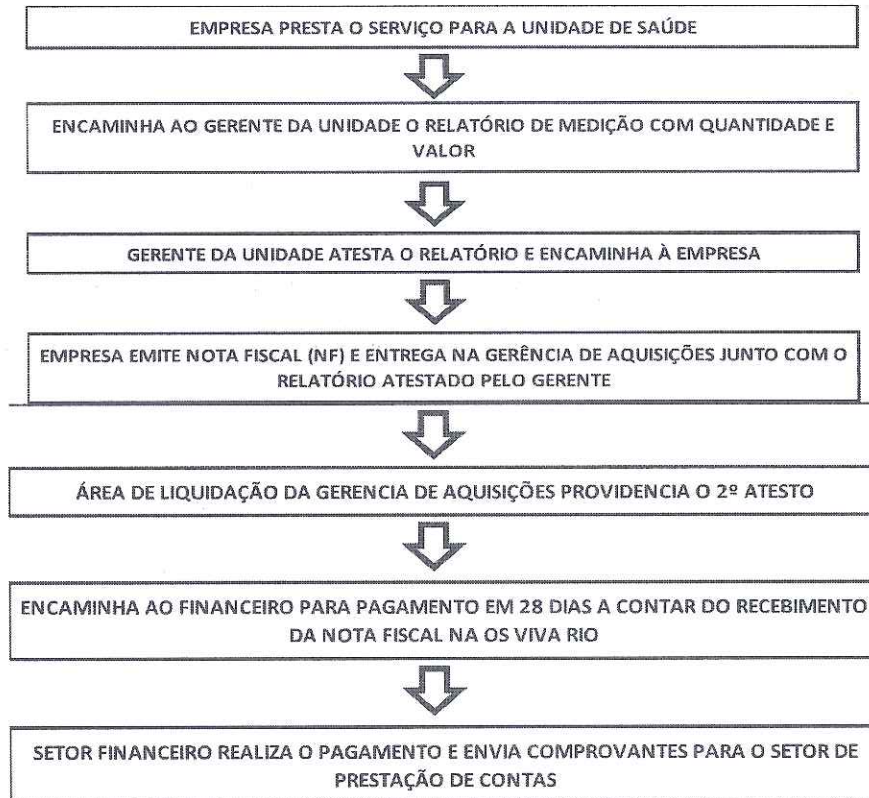 EMPRESA PRESTA O SERVIÇO PARA A UNIDADE DE SAÚDE
ENCAMINHA AO GERENTE DA UNIDADE O RELATÓRIO DE MEDIÇÃO COM QUANTIDADE E
VALOR
GERENTE DA UNIDADE ATESTA O RELATÓRIO E ENCAMINHA À EMPRESA
EMPRESA EMITE NOTA FISCAL (NF) E ENTREGA NA GERÊNCIA DE AQUISIÇÕES JUNTO COM O
RELATÓRIO ATESTADO PELO GERENTE
ÁREA DE LIQUIDAÇÃO DA GERENCIA DE AQUISIÇÕES PROVIDENCIA O 2º ATESTO
ENCAMINHA AO FINANCEIRO PARA PAGAMENTO EM 28 DIAS A CONTAR DO RECEBIMENTO
DA NOTA FISCAL NA OS VIVA RIO
SETOR FINANCEIRO REALIZA O PAGAMENTO E ENVIA COMPROVANTES PARA O SETOR DE
PRESTAÇÃO DE CONTAS